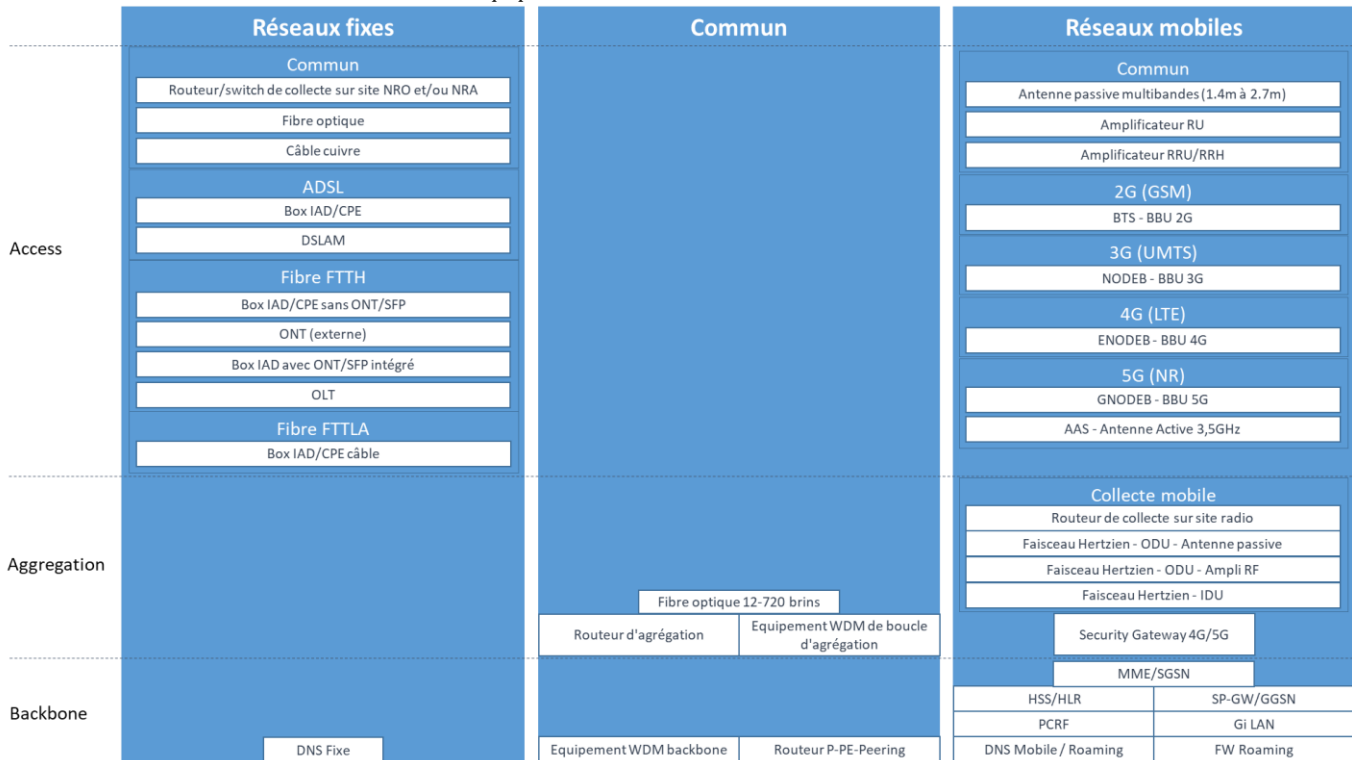 Réseaux fixes
Commun
Réseaux mobiles
Access
Commun
Routeur/switch de collecte sur site NRO et/ou NRA
Fibre optique
Câble cuivre
ADSL
Box IAD/CPE
DSLAM
Fibre FTTH
Box IAD/CPE sans ONT/SFP
ONT (externe)
Box IAD avec ONT/SFP intégré
OLT
Fibre FTTLA
Box IAD/CPE câble
Commun
Antenne passive multibandes (1.4m à 2.7m)
Amplificateur RU
Amplificateur RRU/RRH
2G (GSM)
BTS - BBU 2G
3G (UMTS)
NODEB - BBU 3G
4G (LTE)
ENODEB - BBU 4G
5G (NR)
GNODEB - BBU 5G
AAS - Antenne Active 3,5GHz
Aggregation
Fibre optique 12-720 brins
Routeur d'agrégation
Equipement WDM de boucle
d'agrégation
Collecte mobile
Routeur de collecte sur site radio
Faisceau Hertzien - ODU - Antenne passive
Faisceau Hertzien - ODU - Ampli RF
Faisceau Hertzien - IDU
Security Gateway 4G/5G
Backbone
DNS Fixe
Equipement WDM backbone
Routeur P-PE-Peering
MME/SGSN
HSS/HLR
SP-GW/GGSN
PCRF
Gi LAN
DNS Mobile / Roaming
FW Roaming